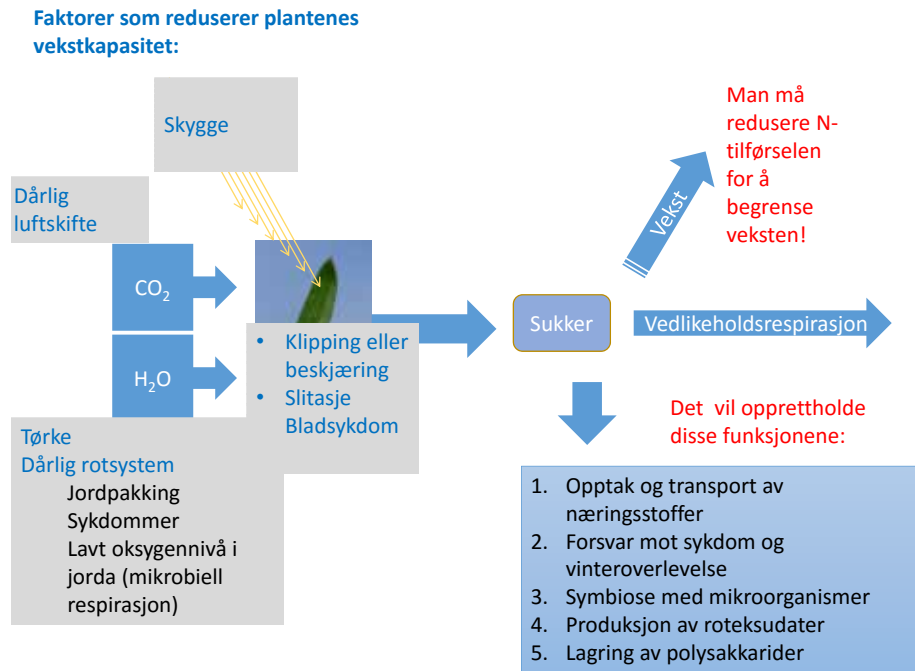 Faktorer som reduserer plantenes
vekstkapasitet:
Skygge
Dårlig
luftskifte
CO₂
H₂O
• Klipping eller
beskjæring
• Slitasje
Bladsykdom
Tørke
Dårlig rotsystem
Jordpakking
Sykdommer
Lavt oksygennivå i
jorda (mikrobiell
respirasjon)
Sukker
Vekst
Man må
redusere N-
tilførselen
for å
begrense
veksten!
Vedlikeholdsrespirasjon
Det vil opprettholde
disse funksjonene:
1. Opptak og transport av
næringsstoffer
2. Forsvar mot sykdom og
vinteroverlevelse
3. Symbiose med mikroorganismer
4. Produksjon av roteksudater
5. Lagring av polysakkarider